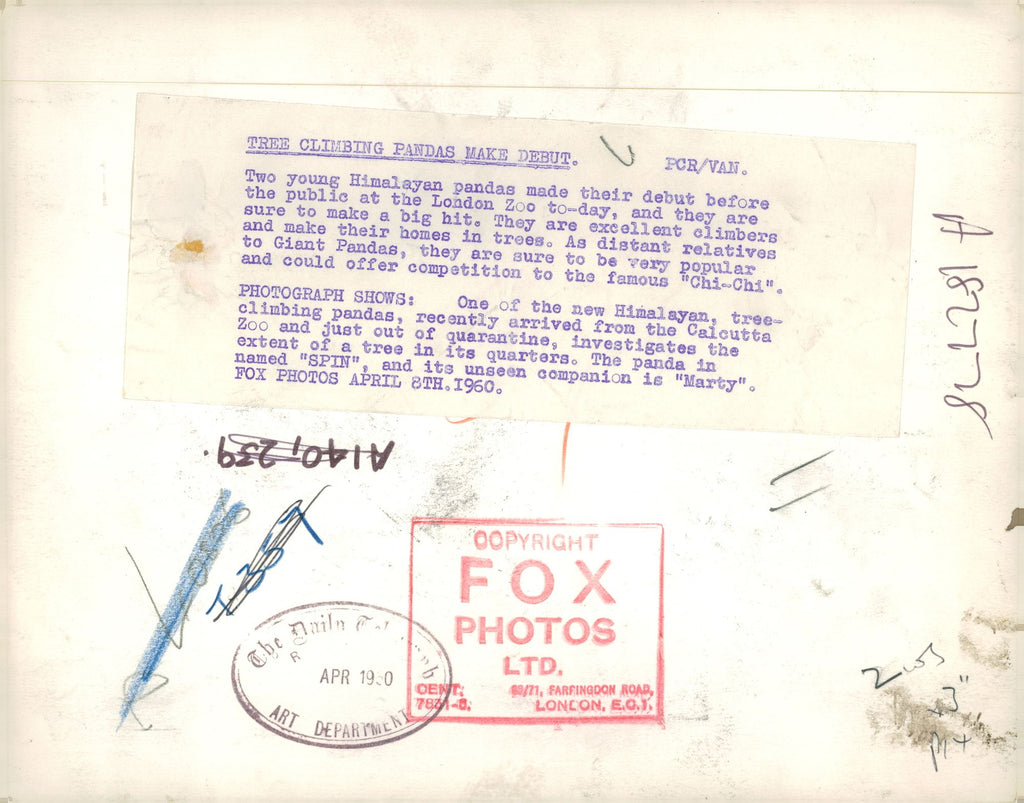 TREE CLIMBING PANDAS MAKE DEBUT. PCR/VAN.
Two young Himalayan pandas made their debut before
the public at the London Zoo to-day, and they are
sure to make a big hit. They are excellent climbers
and make their homes in trees. As distant relatives
to Giant Pandas, they are sure to be very popular
and could offer competition to the famous "Chi-Chi".
PHOTOGRAPH SHOWS: One of the new Himalayan, tree-
climbing pandas, recently arrived from the Calcutta
Zoo and just out of quarantine, investigates the
extent of a tree in its quarters. The panda in
named "SPIN", and its unseen companion is "Marty".
FOX PHOTOS APRIL 8TH.1960.
A140,239.
COPYRIGHT
FOX
PHOTOS
LTD.
CENT. FARRINGDON ROAD,
LONDON, E.C.1.
The Daily Telegraph
R
APR 1960
ART DEPARTMENT